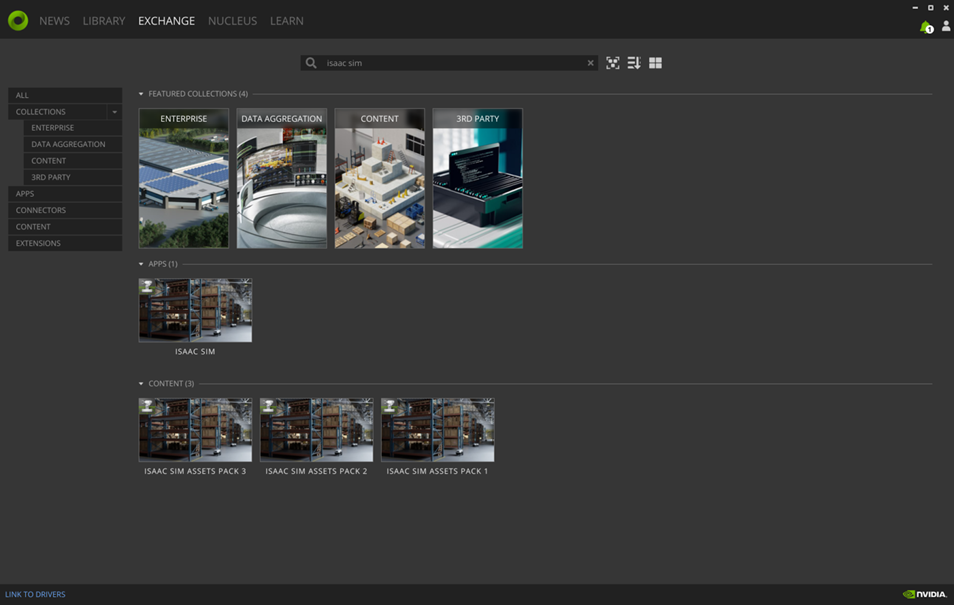 NEWS LIBRARY EXCHANGE NUCLEUS LEARN
1
isaac sim
ALL
COLLECTIONS
ENTERPRISE
DATA AGGREGATION
CONTENT
3RD PARTY
APPS
CONNECTORS
CONTENT
EXTENSIONS
FEATURED COLLECTIONS (4)
ENTERPRISE DATA AGGREGATION CONTENT 3RD PARTY
APPS (1)
ISAAC SIM
CONTENT (3)
ISAAC SIM ASSETS PACK 3 ISAAC SIM ASSETS PACK 2 ISAAC SIM ASSETS PACK 1
LINK TO DRIVERS
NVIDIA.